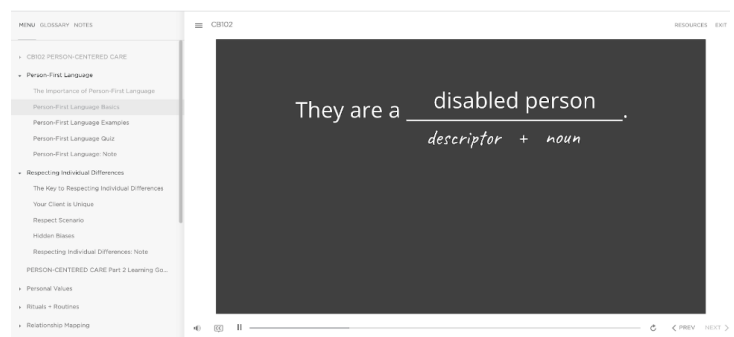 MENU GLOSSARY NOTES
CB102
RESOURCES EXIT
CB102 PERSON-CENTERED CARE
Person-First Language
The Importance of Person-First Language
Person-First Language Basics
Person-First Language Examples
Person-First Language Quiz
Person-First Language: Note
Respecting Individual Differences
The Key to Respecting Individual Differences
Your Client is Unique
Respect Scenario
Hidden Biases
Respecting Individual Differences: Note
PERSON-CENTERED CARE Part 2 Learning Go...
Personal Values
Rituals + Routines
Relationship Mapping
They are a disabled person.
descriptor + noun
PREV NEXT